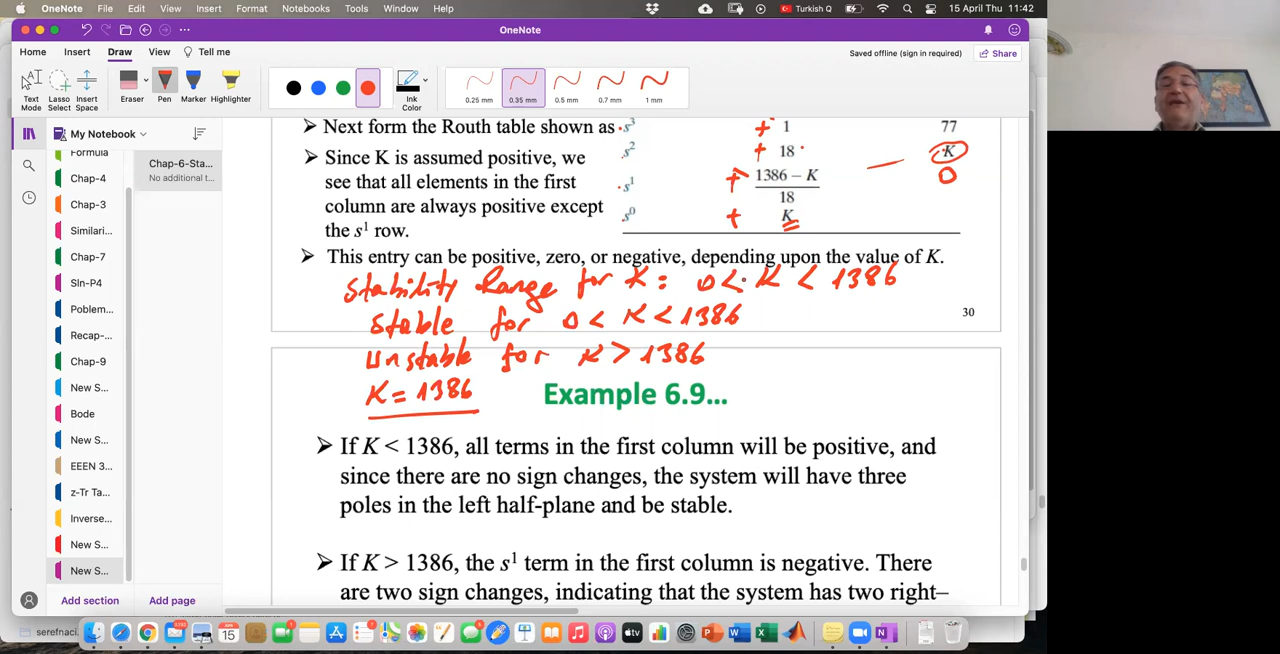 OneNote File Edit View Insert Format Notebooks Tools Window Help Turkish Q 15 April Thu 11:42
OneNote
Home Insert Draw View Tell me Saved offline (sign in required) Share
Text Mode
Lasso Select
Insert Space
Eraser
Pen
Marker
Highlighter
Ink Color
0.25 mm
0.35 mm
0.5 mm
0.7 mm
1 mm
My Notebook
Formula
Chap-4
Chap-3
Similari...
Chap-7
Sln-P4
Poblem...
Recap-...
Chap-9
New S...
Bode
New S...
EEEN 3...
z-Tr Ta...
Inverse...
New S...
New S...
Add section
Chap-6-Sta...
No additional t...
Add page
➢ Next form the Routh table shown as
➢ Since K is assumed positive, we
see that all elements in the first
column are always positive except
the s¹ row.
s³ + 1 77
s² + 18 K
s¹ + 1386 − K 0
18
s⁰ + K
➢ This entry can be positive, zero, or negative, depending upon the value of K.
Stability Range for K: 0 < K < 1386
30
Stable for 0 < K < 1386
Unstable for K > 1386
K = 1386
Example 6.9...
➢ If K < 1386, all terms in the first column will be positive, and
since there are no sign changes, the system will have three
poles in the left half-plane and be stable.
➢ If K > 1386, the s¹ term in the first column is negative. There
are two sign changes, indicating that the system has two right–
serefnaci